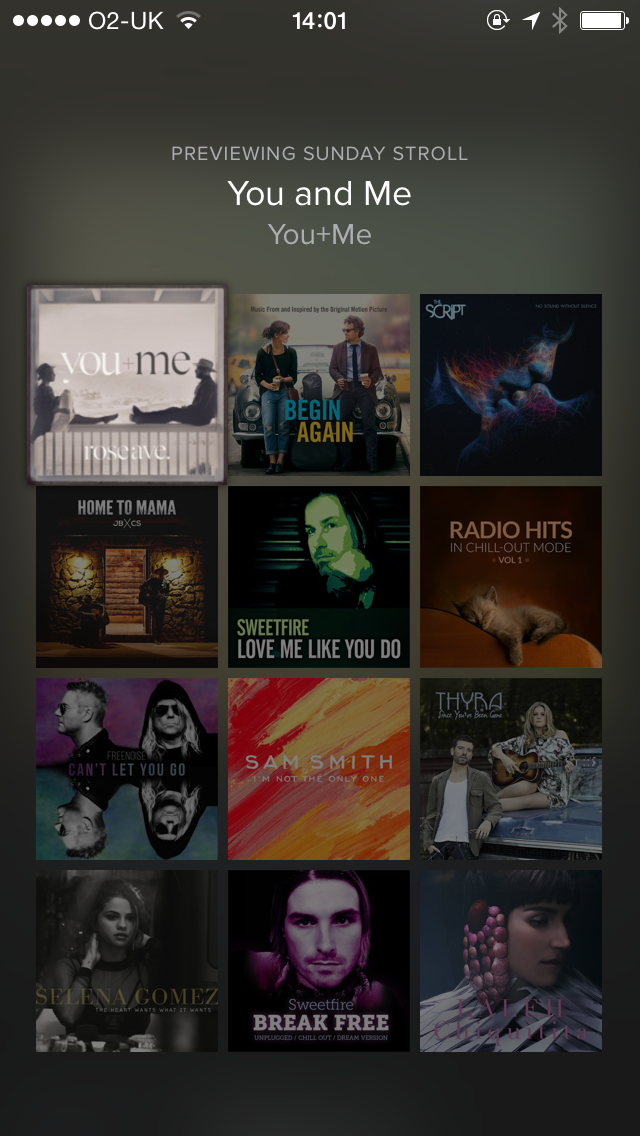 O2-UK 14:01
PREVIEWING SUNDAY STROLL
You and Me
You+Me
you+me
rose ave.
Music From and Inspired by the Original Motion Picture
BEGIN
AGAIN
THE
SCRIPT
NO SOUND WITHOUT SILENCE
HOME TO MAMA
JB X CS
SWEETFIRE
LOVE ME LIKE YOU DO
RADIO HITS
IN CHILL-OUT MODE
VOL 1
FREENOISE
CAN'T LET YOU GO
SAM SMITH
I'M NOT THE ONLY ONE
THYRA
Since You've Been Gone
SELENA GOMEZ
THE HEART WANTS WHAT IT WANTS
Sweetfire
BREAK FREE
UNPLUGGED / CHILL OUT / DREAM VERSION
Chiquitita